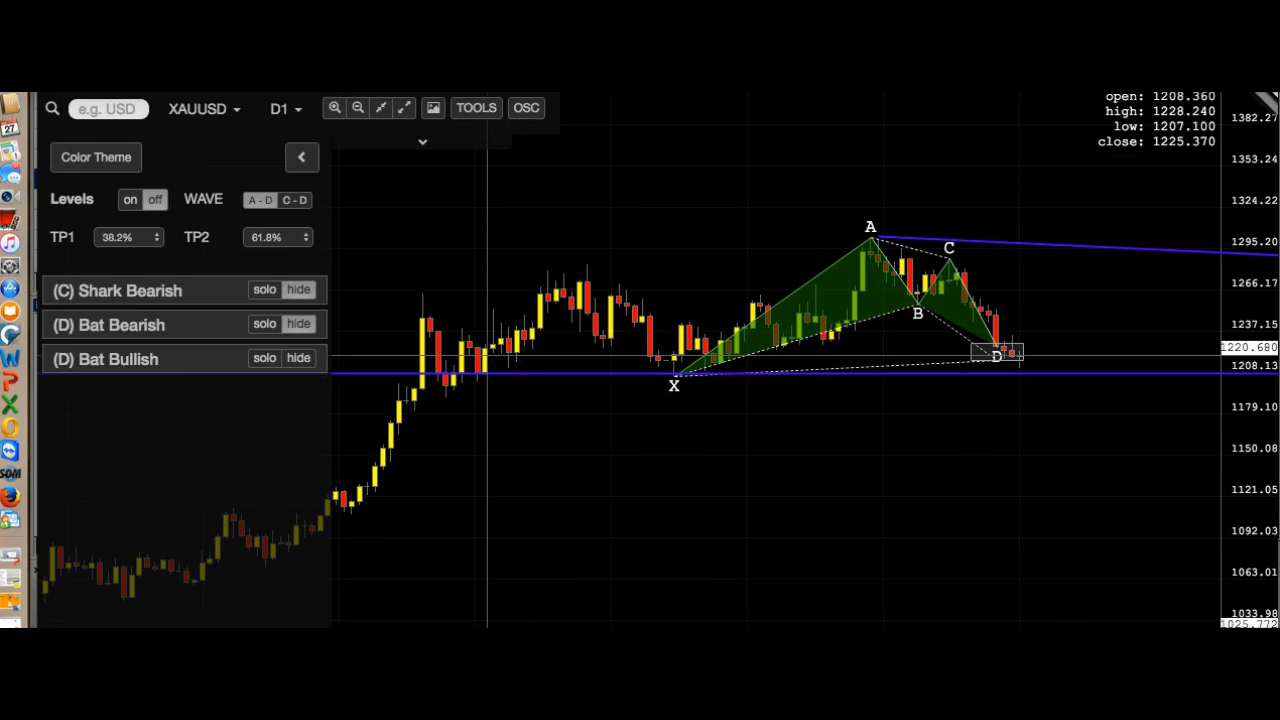 e.g. USD XAUUSD D1 TOOLS OSC
open: 1208.360
high: 1228.240
low: 1207.100
close: 1225.370
Color Theme
Levels on off WAVE A - D C - D
TP1 38.2% TP2 61.8%
(C) Shark Bearish solo hide
(D) Bat Bearish solo hide
(D) Bat Bullish solo hide
A
C
B
D
X
1382.27
1353.24
1324.22
1295.20
1266.17
1237.15
1220.680
1208.13
1179.10
1150.08
1121.05
1092.03
1063.01
1033.98
1025.772
27
SOM